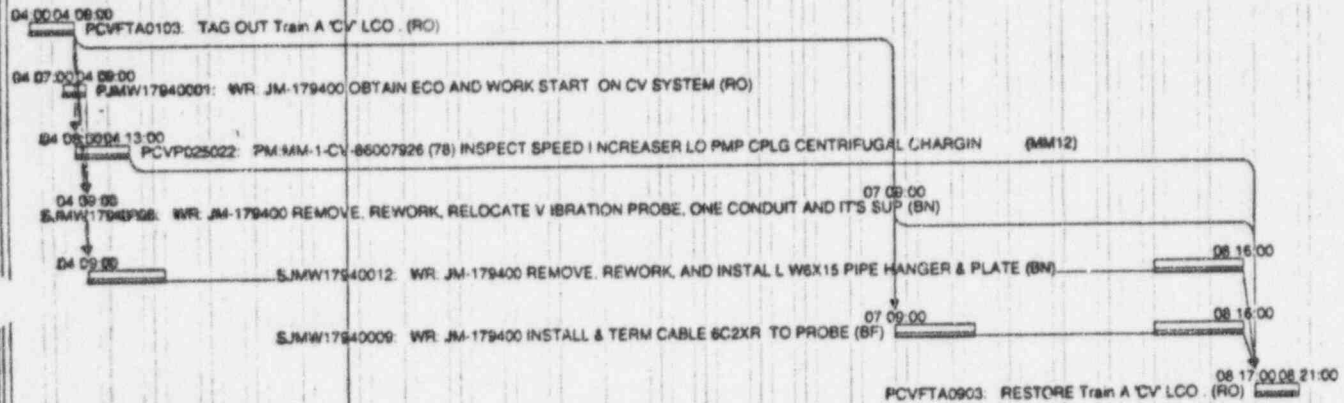 04 00:00 04 08:00
PCVFTA0103: TAG OUT Train A 'CV' LCO . (RO)
04 07:00 04 09:00
PJMW17940001: WR: JM-179400 OBTAIN ECO AND WORK START ON CV SYSTEM (RO)
04 08:00 04 13:00
PCVP025022: PM:MM-1-CV-86007926 (78) INSPECT SPEED I NCREASER LO PMP CPLG CENTRIFUGAL CHARGIN (MM12)
04 09:00 07 09:00
WR: JM-179400 REMOVE, REWORK, RELOCATE V IBRATION PROBE, ONE CONDUIT AND IT'S SUP (BN)
04 09:00 08 16:00
SJMW17940012: WR: JM-179400 REMOVE, REWORK, AND INSTAL L W6X15 PIPE HANGER & PLATE (BN)
07 09:00 08 16:00
SJMW17940009: WR: JM-179400 INSTALL & TERM CABLE 6C2XR TO PROBE (BF)
08 17:00 08 21:00
PCVFTA0903: RESTORE Train A 'CV' LCO . (RO)